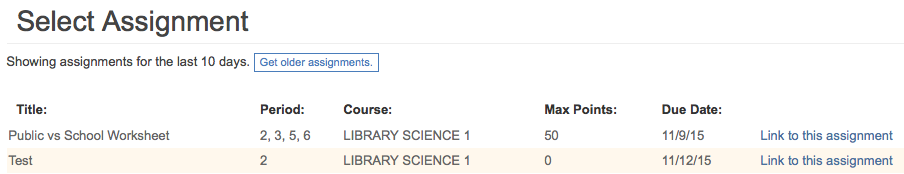 Select Assignment
Showing assignments for the last 10 days. Get older assignments.
Title: Period: Course: Max Points: Due Date:
Public vs School Worksheet 2, 3, 5, 6 LIBRARY SCIENCE 1 50 11/9/15 Link to this assignment
Test 2 LIBRARY SCIENCE 1 0 11/12/15 Link to this assignment